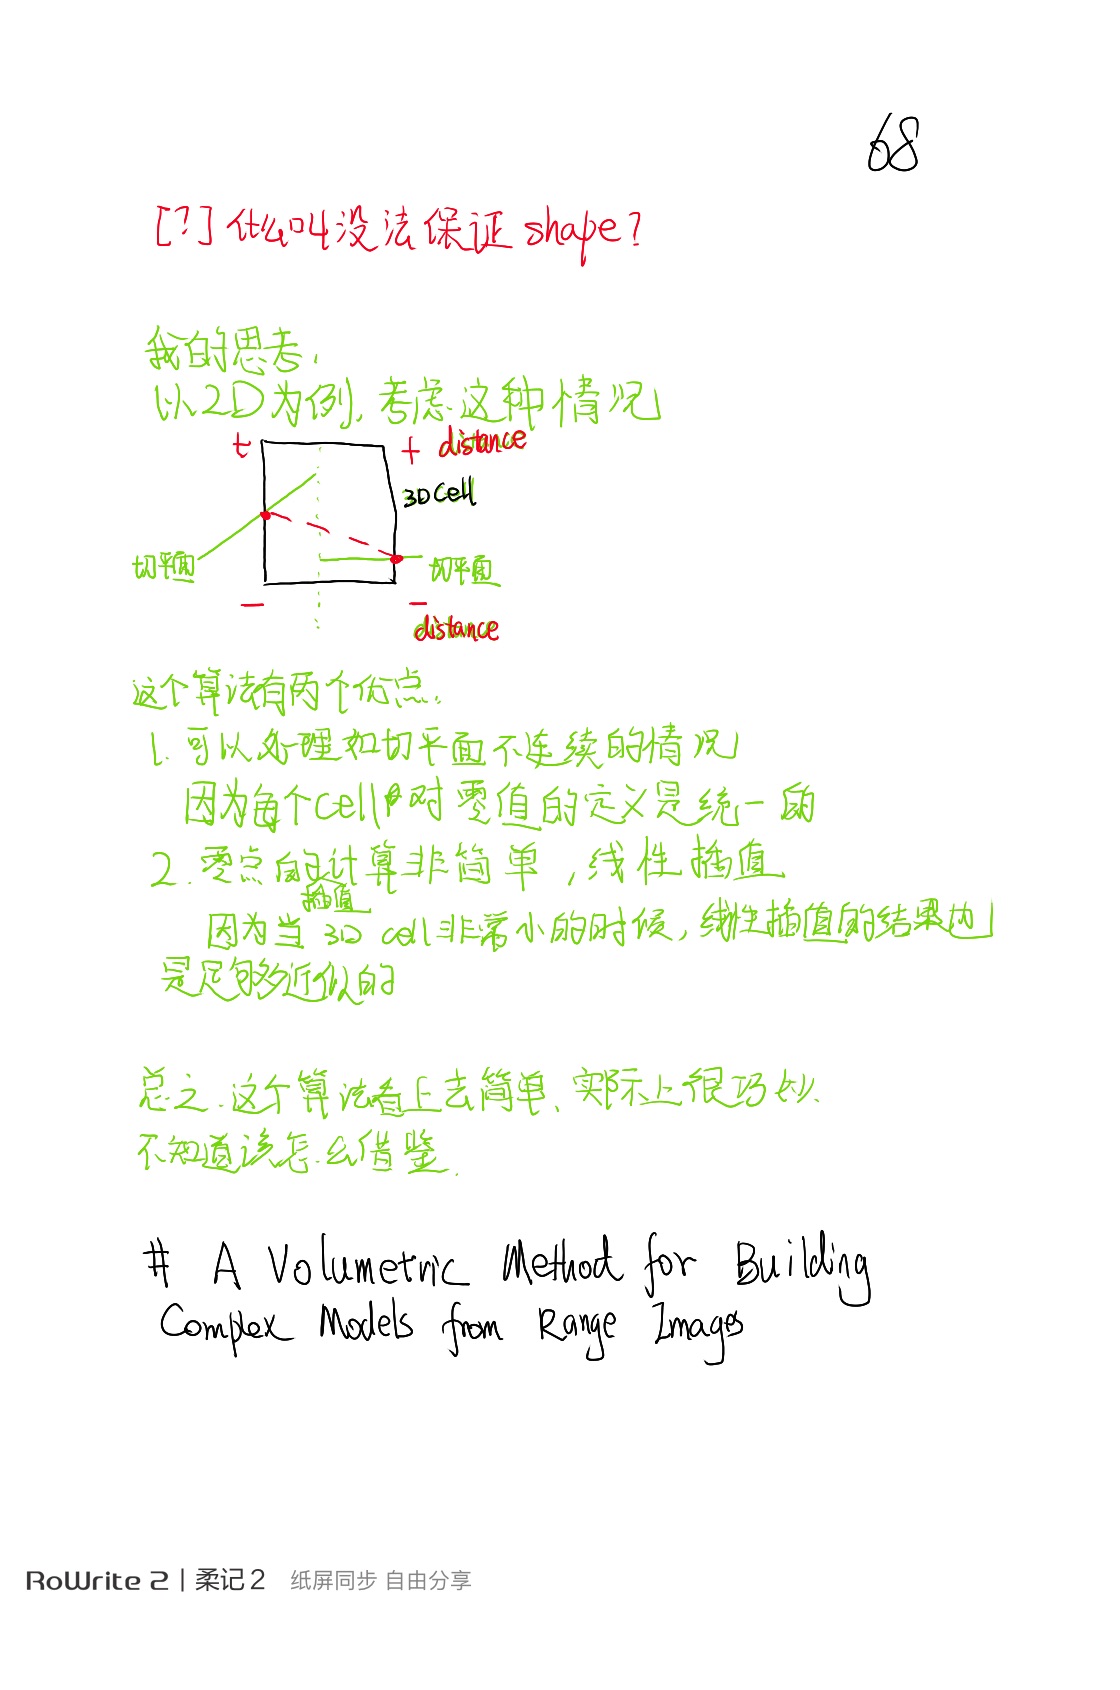 68
[?] 什么叫没法保证 shape?
我的思考.
以2D为例, 考虑这种情况
+ + distance
3D Cell
切平面 切平面
— — distance
这个算法有两个优点.
1. 可以处理如切平面不连续的情况
因为每个cell 对零值的定义是统一的
2. 零点的计算非简单, 线性插值
插值
因为当 3D cell 非常小的时候, 线性插值的结果也
是足够近似的
总之. 这个算法看上去简单、实际上很巧妙、
不知道该怎么借鉴.
# A Volumetric Method for Building
Complex Models from Range Images
RoWrite 2 | 柔记 2 纸屏同步 自由分享